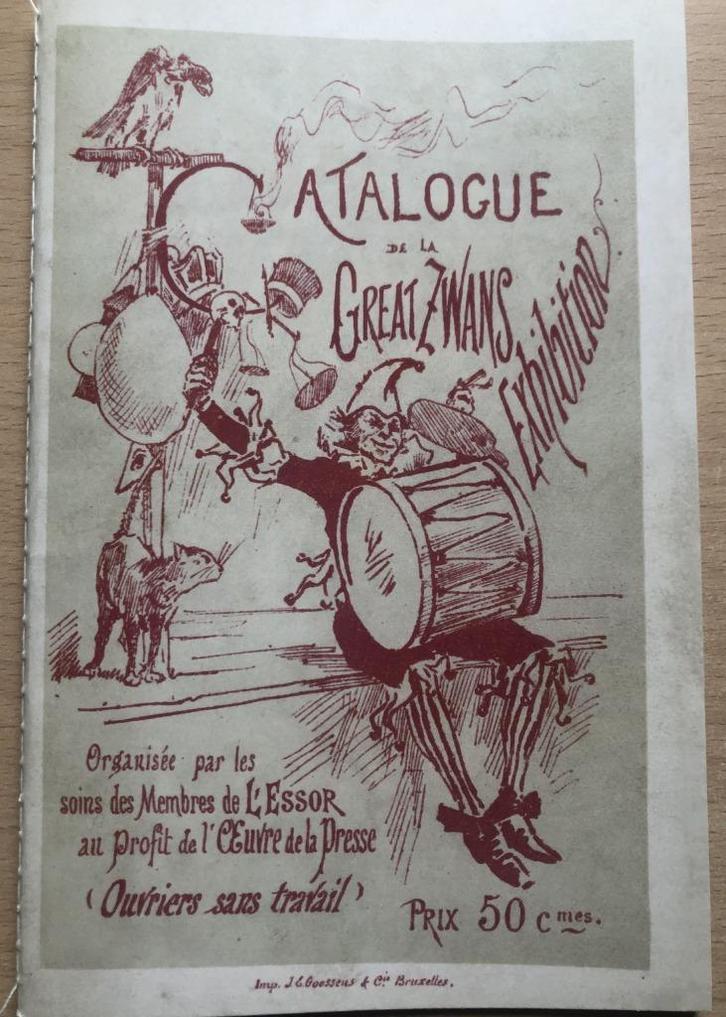 CATALOGUE
DE LA
GREAT ZWANS
EXHIBITION
Organisée par les
soins des Membres de L'ESSOR
au profit de l'Œuvre de la Presse
(Ouvriers sans travail)
PRIX 50 cmes.
Imp. J.E. Goossens & Cie Bruxelles.